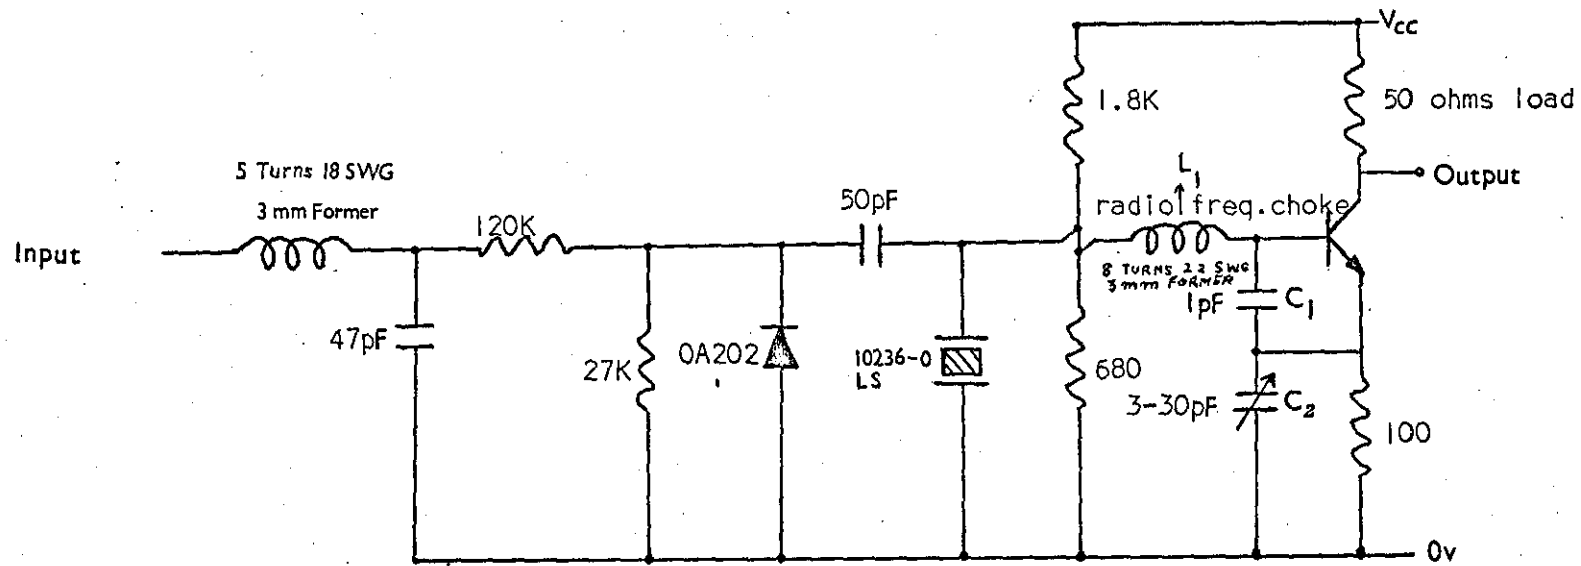 Vcc
1.8K
50 ohms load
5 Turns 18 SWG
3 mm Former
L1
Output
50pF
radio freq. choke
120K
Input
8 TURNS 22 SWG
3mm FORMER
1pF
C1
47pF
OA202
10236-0
LS
27K
680
3-30pF
C2
100
0v